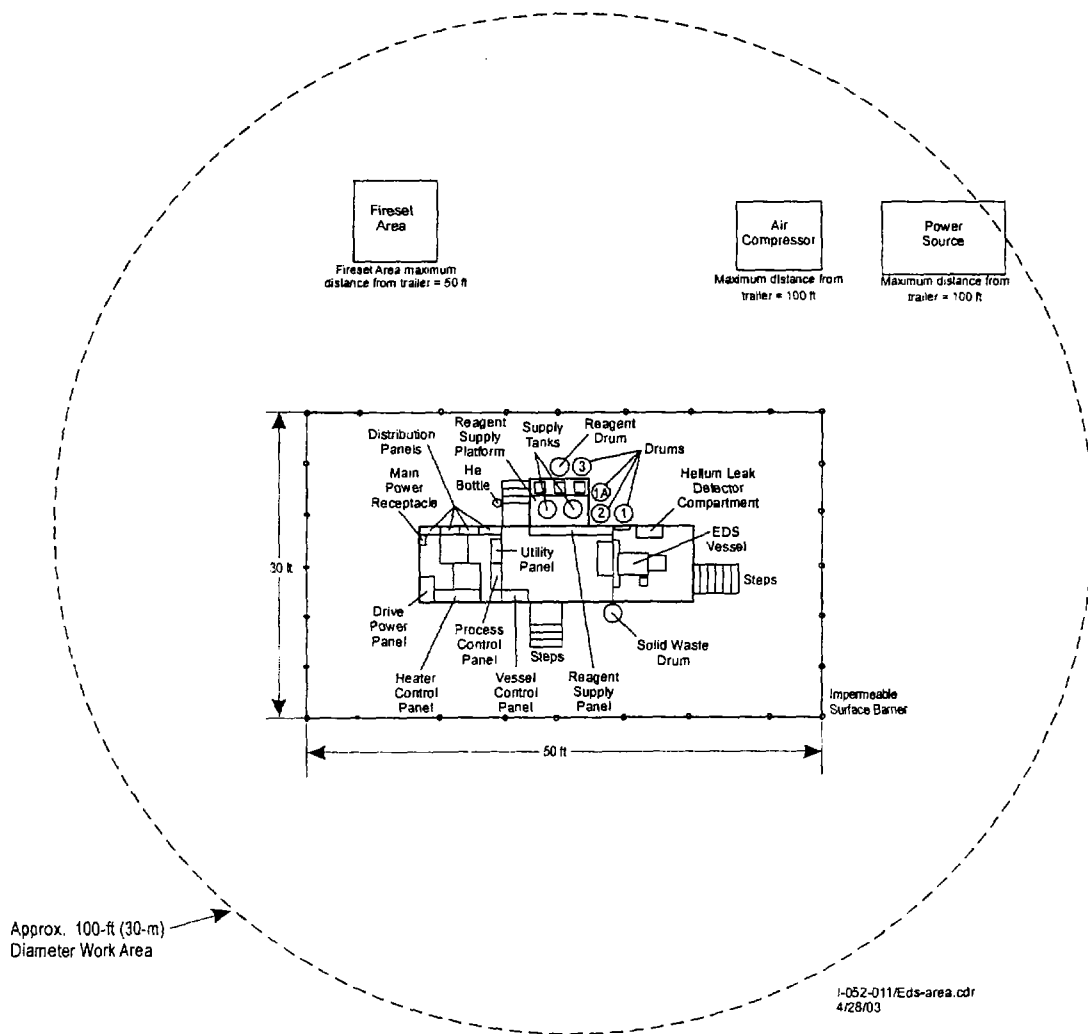 Fireset
Area
Fireset Area maximum
distance from trailer = 50 ft
Air
Compressor
Maximum distance from
trailer = 100 ft
Power
Source
Maximum distance from
trailer = 100 ft
Distribution
Panels
Main
Power
Receptacle
Reagent
Supply
Platform
He
Bottle
Supply
Tanks
Reagent
Drum
3
1A
2
1
Drums
Helium Leak
Detector
Compartment
EDS
Vessel
Steps
Utility
Panel
30 ft
Drive
Power
Panel
Process
Control
Panel
Steps
Solid Waste
Drum
Heater
Control
Panel
Vessel
Control
Panel
Reagent
Supply
Panel
Impermeable
Surface Barrier
50 ft
Approx. 100-ft (30-m)
Diameter Work Area
I-052-011/Eds-area.cdr
4/28/03